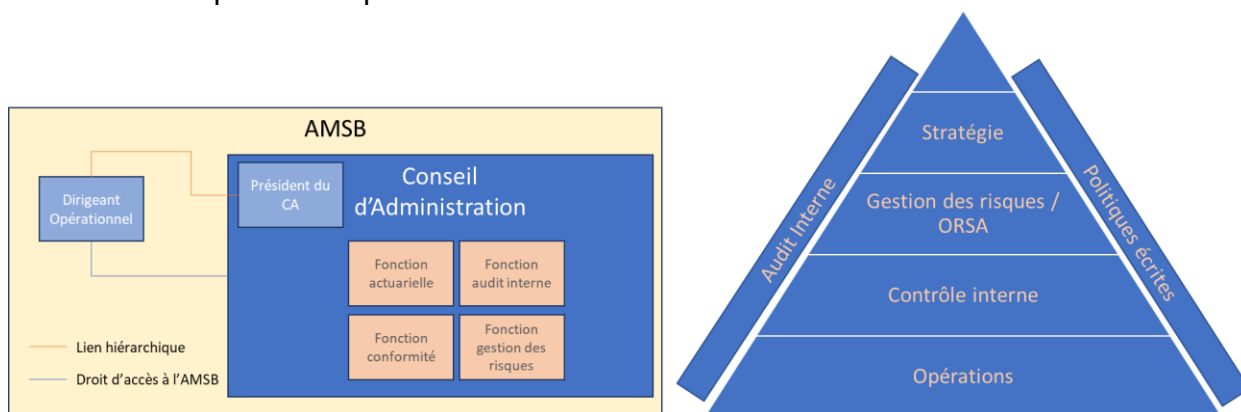 AMSB
Dirigeant
Opérationnel
Président du
CA
Conseil
d'Administration
Fonction
actuarielle
Fonction
audit interne
Fonction
conformité
Fonction
gestion des
risques
Lien hiérarchique
Droit d'accès à l'AMSB
Audit Interne
Stratégie
Gestion des risques /
ORSA
Contrôle interne
Opérations
Politiques écrites